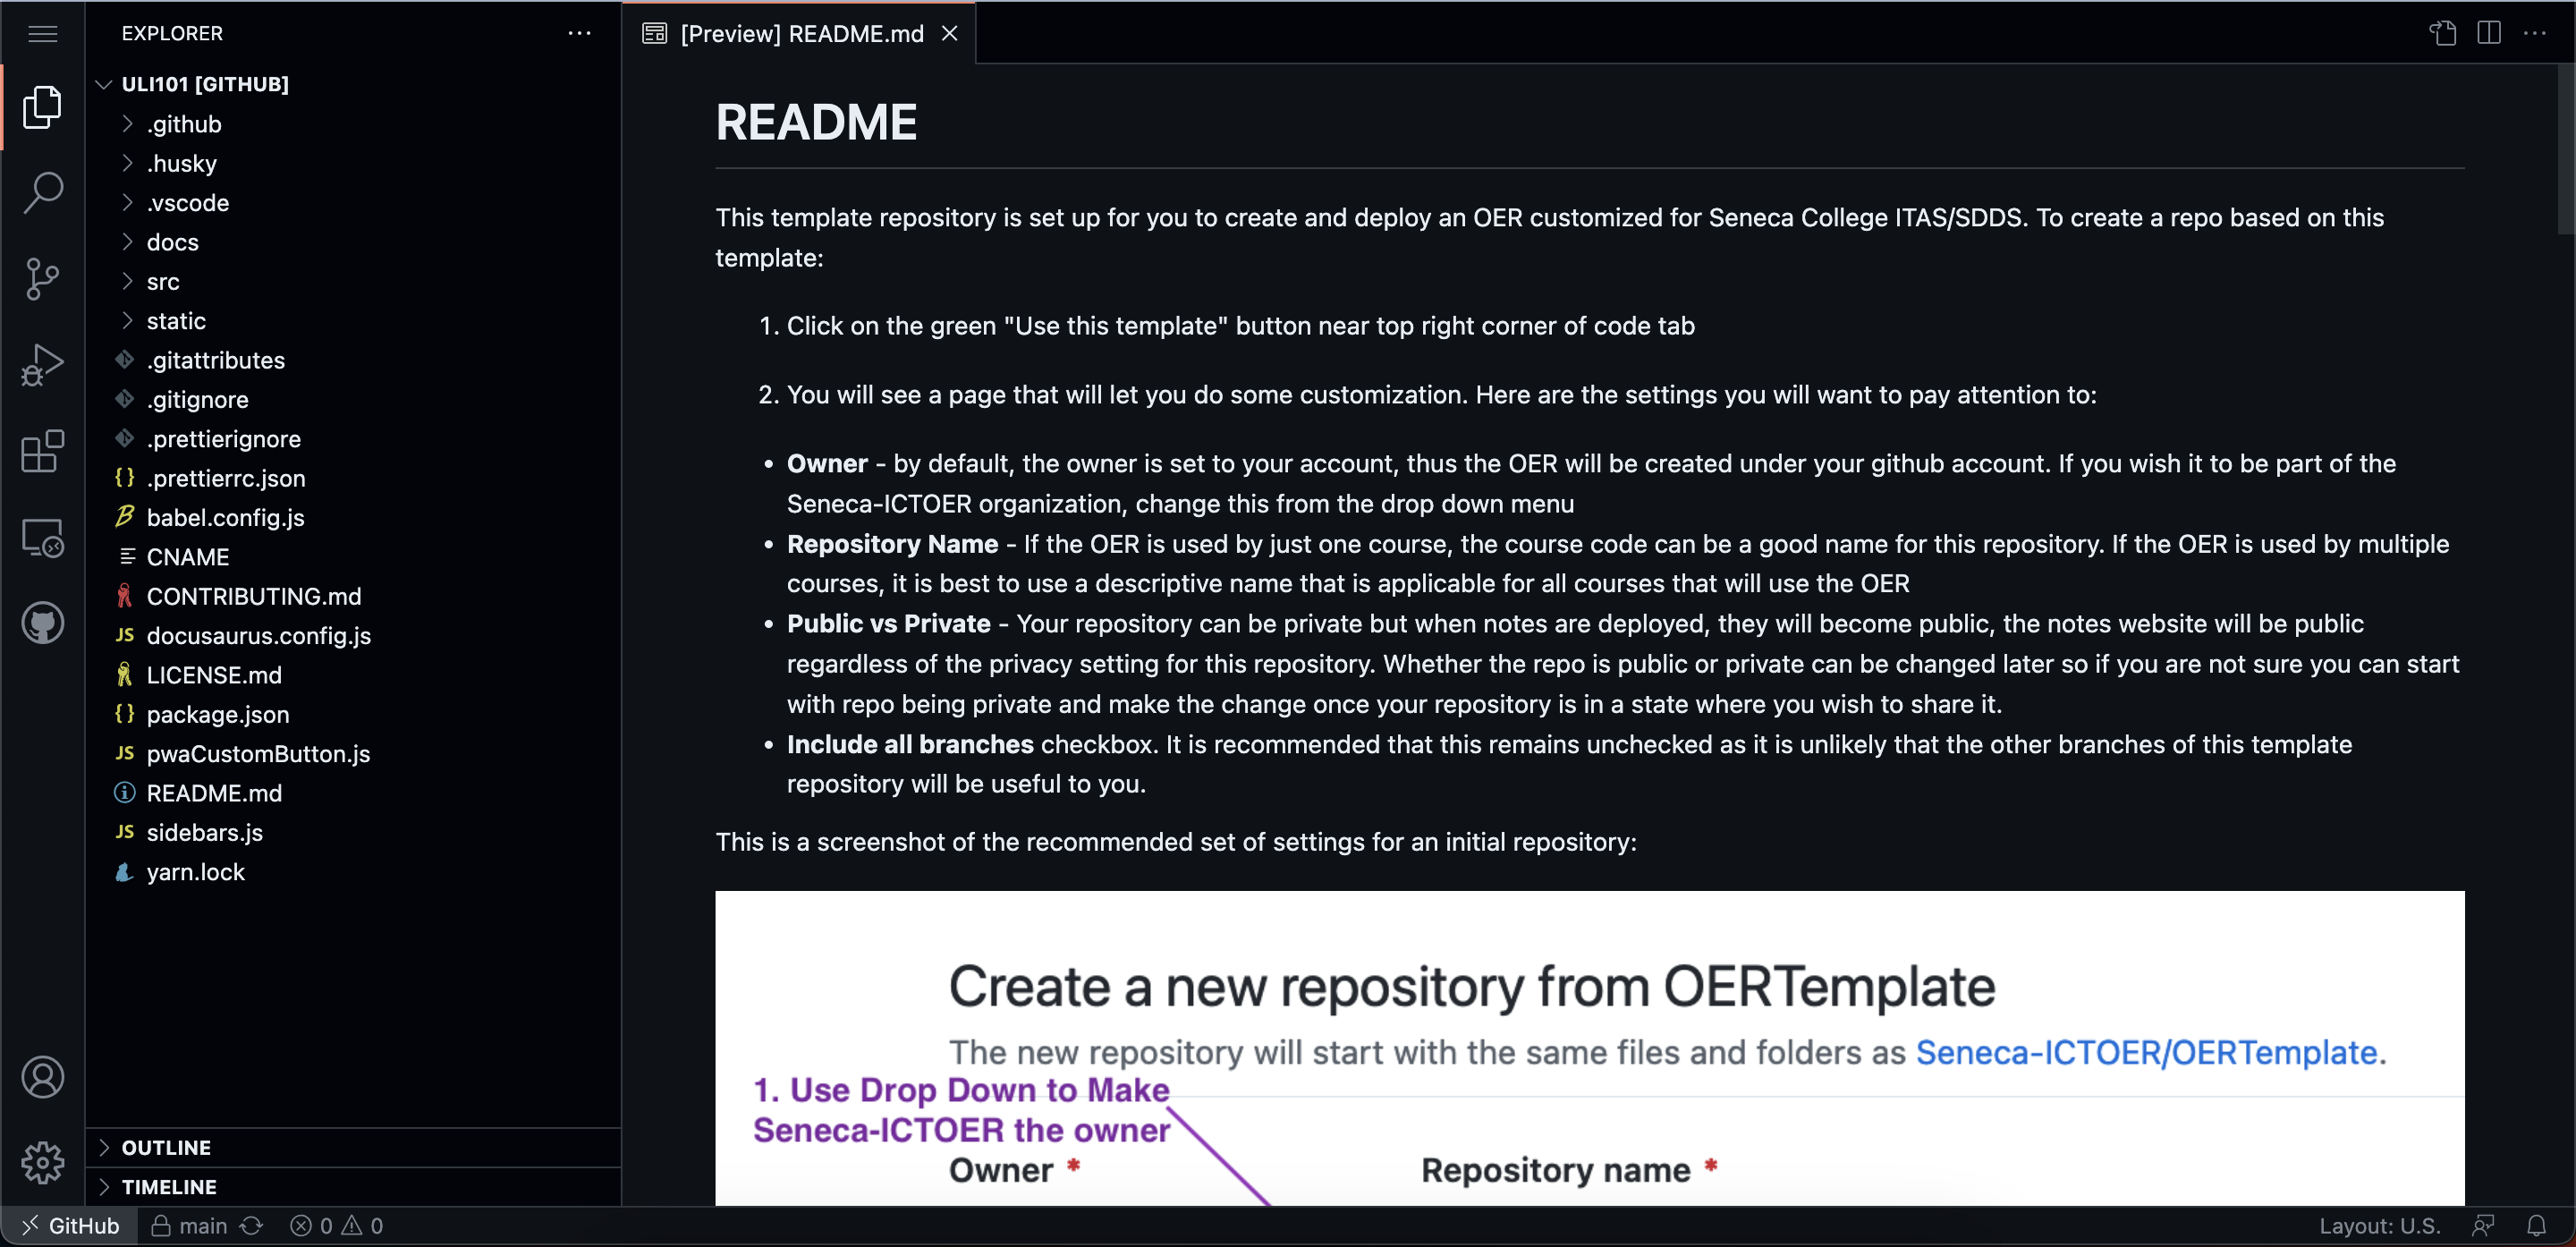 EXPLORER
ULI101 [GITHUB]
.github
.husky
.vscode
docs
src
static
.gitattributes
.gitignore
.prettierignore
.prettierrc.json
babel.config.js
CNAME
CONTRIBUTING.md
docusaurus.config.js
LICENSE.md
package.json
pwaCustomButton.js
README.md
sidebars.js
yarn.lock
OUTLINE
TIMELINE
[Preview] README.md
README
This template repository is set up for you to create and deploy an OER customized for Seneca College ITAS/SDDS. To create a repo based on this
template:
1. Click on the green "Use this template" button near top right corner of code tab
2. You will see a page that will let you do some customization. Here are the settings you will want to pay attention to:
• Owner - by default, the owner is set to your account, thus the OER will be created under your github account. If you wish it to be part of the
Seneca-ICTOER organization, change this from the drop down menu
• Repository Name - If the OER is used by just one course, the course code can be a good name for this repository. If the OER is used by multiple
courses, it is best to use a descriptive name that is applicable for all courses that will use the OER
• Public vs Private - Your repository can be private but when notes are deployed, they will become public, the notes website will be public
regardless of the privacy setting for this repository. Whether the repo is public or private can be changed later so if you are not sure you can start
with repo being private and make the change once your repository is in a state where you wish to share it.
• Include all branches checkbox. It is recommended that this remains unchecked as it is unlikely that the other branches of this template
repository will be useful to you.
This is a screenshot of the recommended set of settings for an initial repository:
Create a new repository from OERTemplate
The new repository will start with the same files and folders as Seneca-ICTOER/OERTemplate.
1. Use Drop Down to Make
Seneca-ICTOER the owner
Owner * Repository name *
GitHub main 0 0 Layout: U.S.